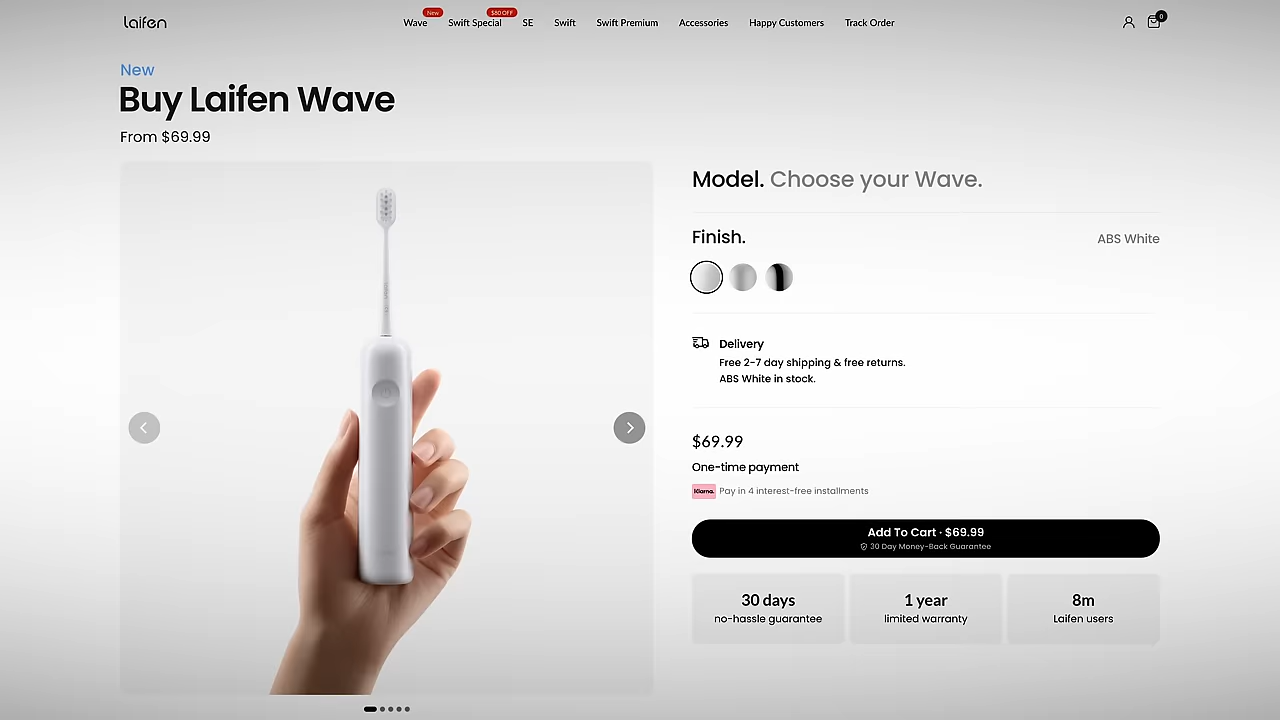 laifen
New
$80 OFF
Wave
Swift Special
SE
Swift
Swift Premium
Accessories
Happy Customers
Track Order
0
New
Buy Laifen Wave
From $69.99
Model. Choose your Wave.
Finish.
ABS White
Delivery
Free 2-7 day shipping & free returns.
ABS White in stock.
$69.99
One-time payment
Klarna. Pay in 4 interest-free installments
Add To Cart · $69.99
30 Day Money-Back Guarantee
30 days
no-hassle guarantee
1 year
limited warranty
8m
Laifen users